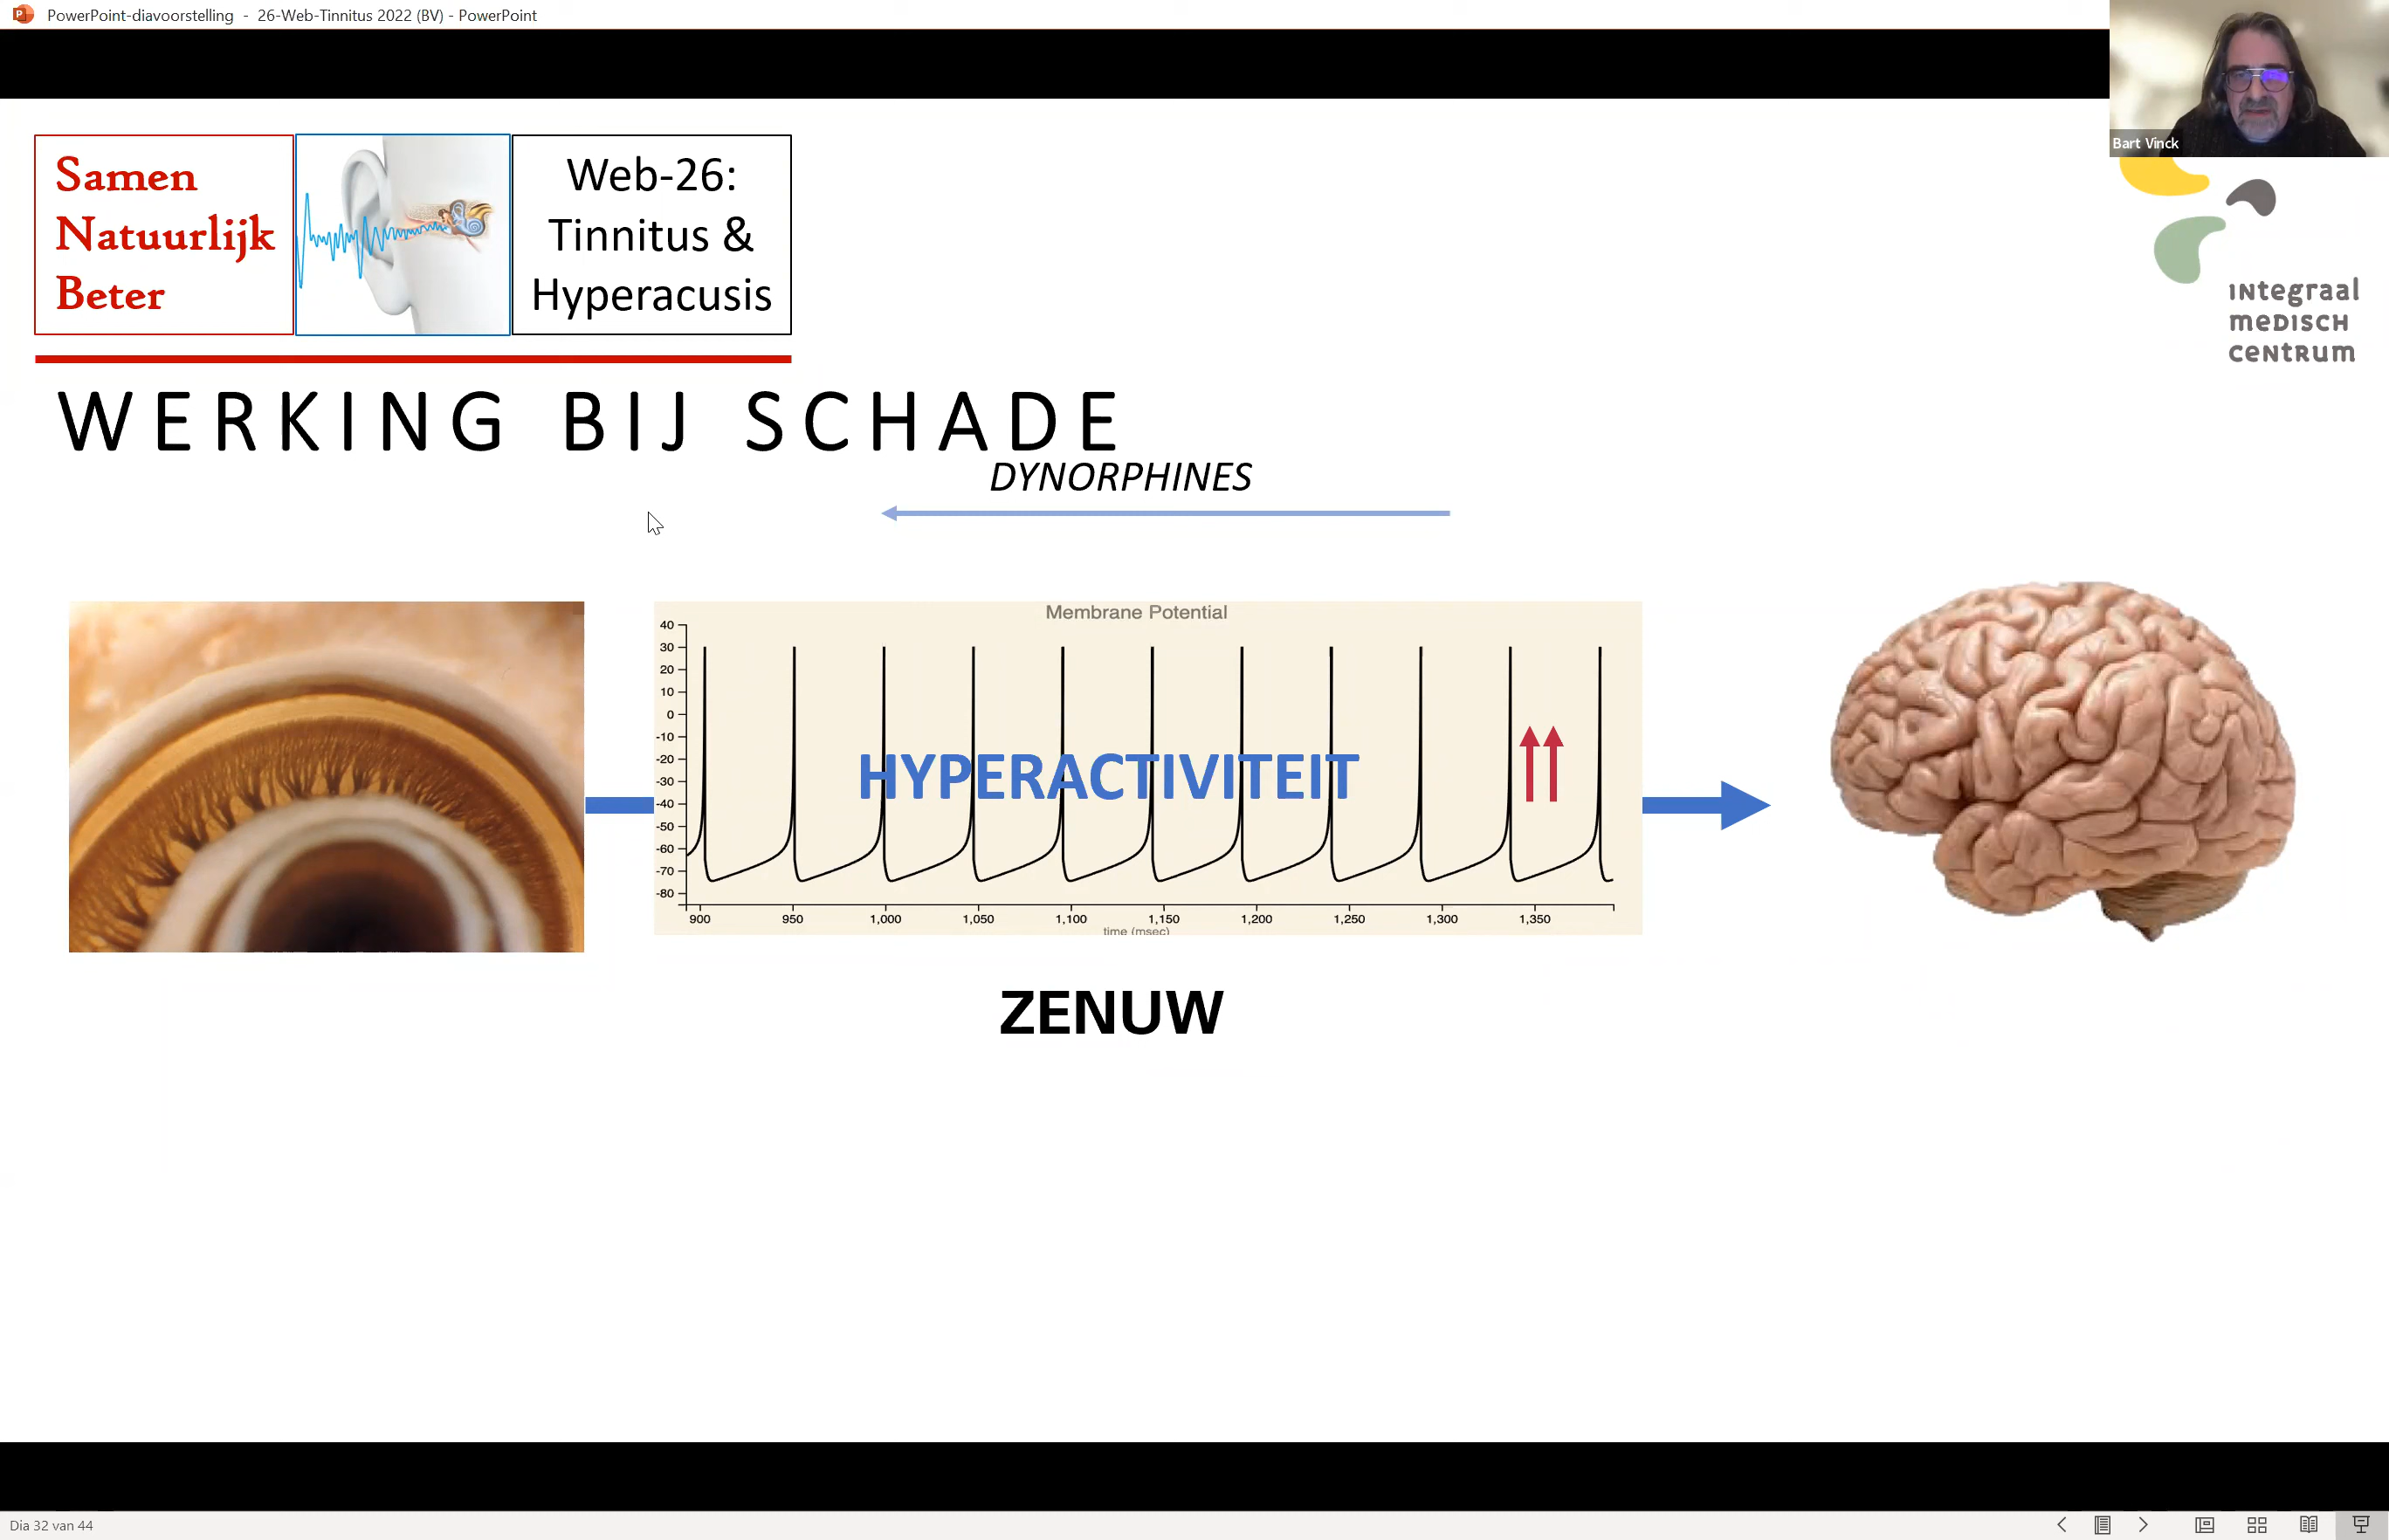 PowerPoint-diavoorstelling - 26-Web-Tinnitus 2022 (BV) - PowerPoint
Bart Vinck
Samen
Natuurlijk
Beter
Web-26:
Tinnitus &
Hyperacusis
INtegraal
meDISCH
CeNtRum
WERKING BIJ SCHADE
DYNORPHINES
Membrane Potential
40
30
20
10
0
-10
-20
-30
-40
-50
-60
-70
-80
HYPERACTIVITEIT
900 950 1,000 1,050 1,100 1,150 1,200 1,250 1,300 1,350
time (msec)
ZENUW
Dia 32 van 44